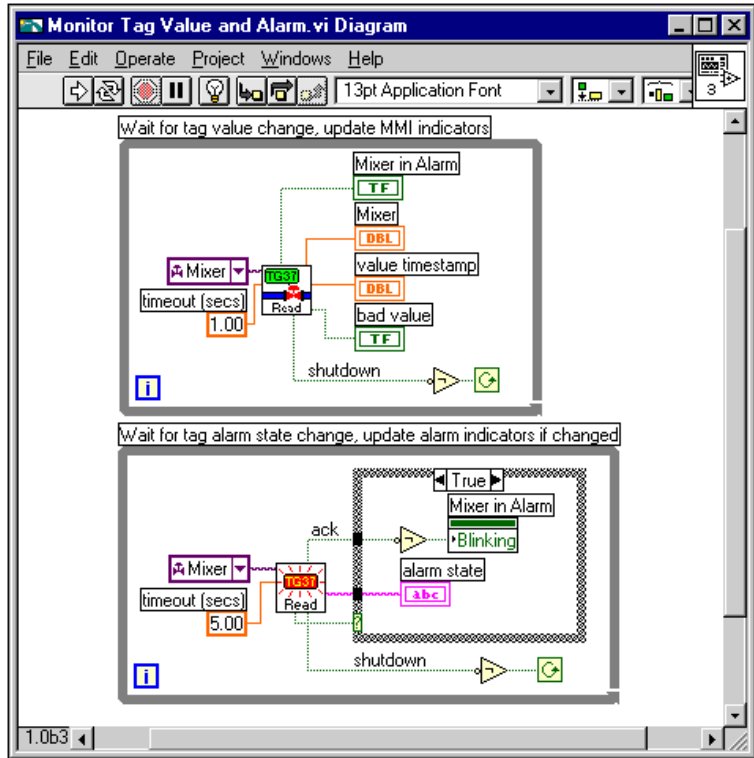 Monitor Tag Value and Alarm.vi Diagram
File Edit Operate Project Windows Help
13pt Application Font
3
Wait for tag value change, update MMI indicators
Mixer in Alarm
TF
Mixer
DBL
Mixer
value timestamp
TG37
DBL
timeout (secs)
Read
bad value
1.00
TF
shutdown
i
Wait for tag alarm state change, update alarm indicators if changed
True
Mixer in Alarm
ack
Blinking
Mixer
alarm state
TG37
abc
timeout (secs)
Read
5.00
?
shutdown
i
1.0b3